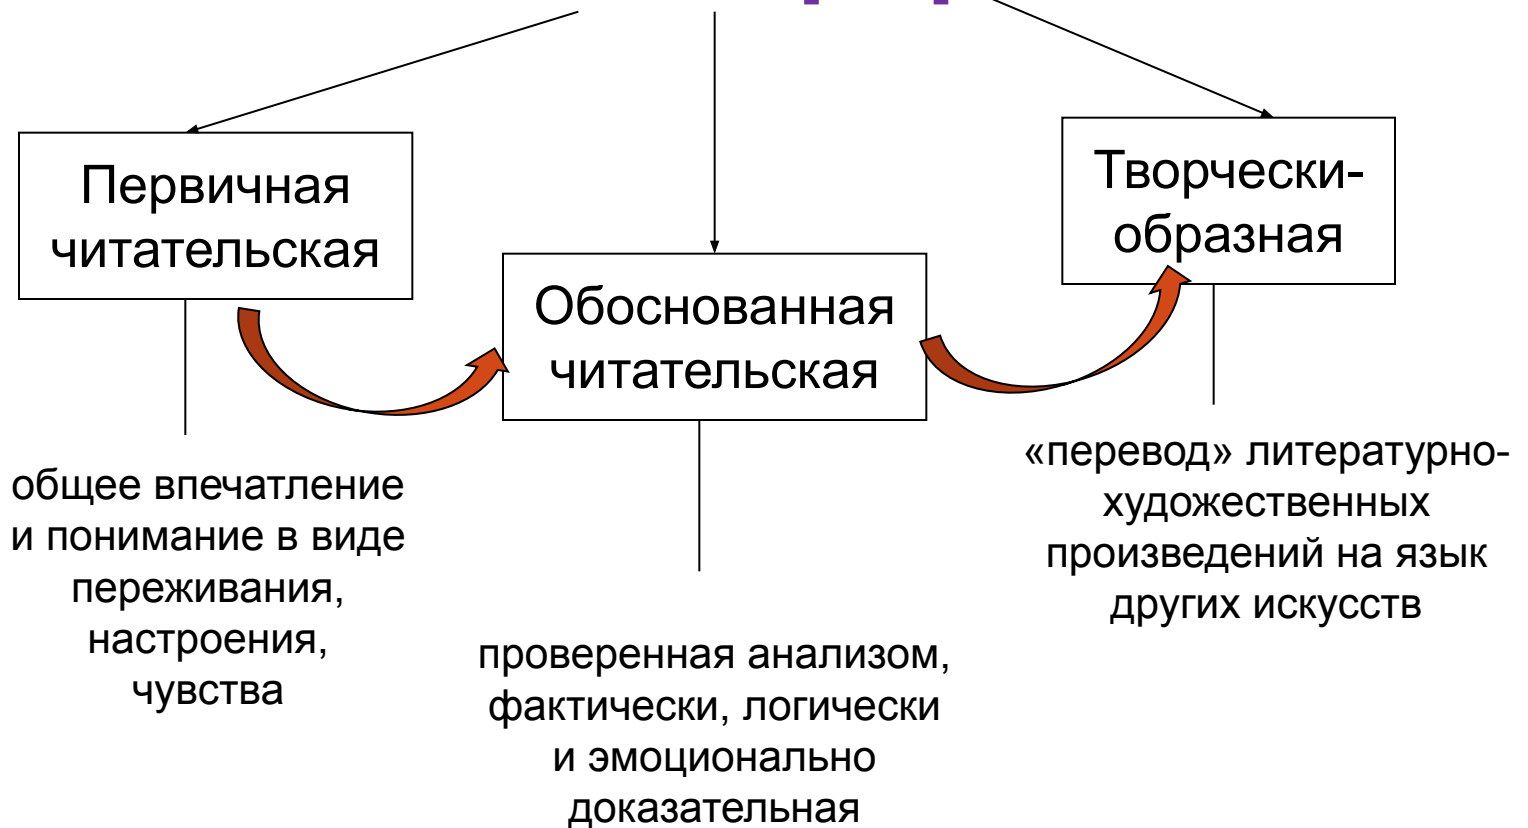 Первичная
читательская
Обоснованная
читательская
Творчески-
образная
общее впечатление
и понимание в виде
переживания,
настроения,
чувства
проверенная анализом,
фактически, логически
и эмоционально
доказательная
«перевод» литературно-
художественных
произведений на язык
других искусств